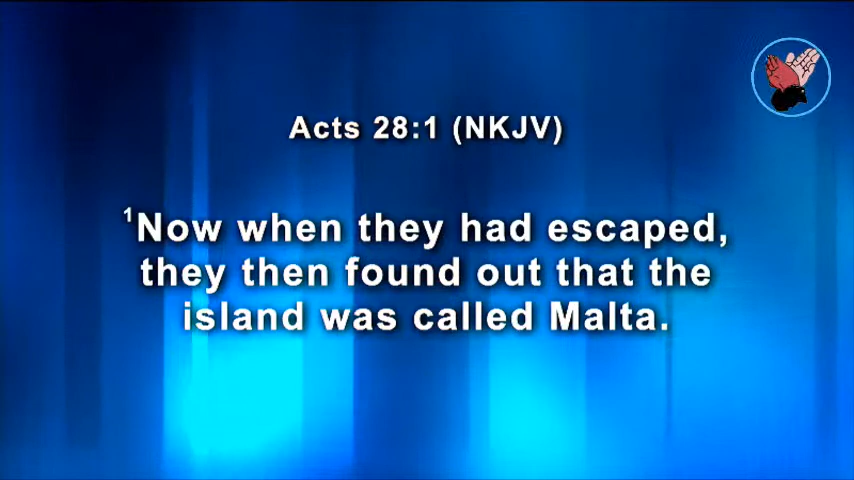 Acts 28:1 (NKJV)
¹Now when they had escaped,
they then found out that the
island was called Malta.